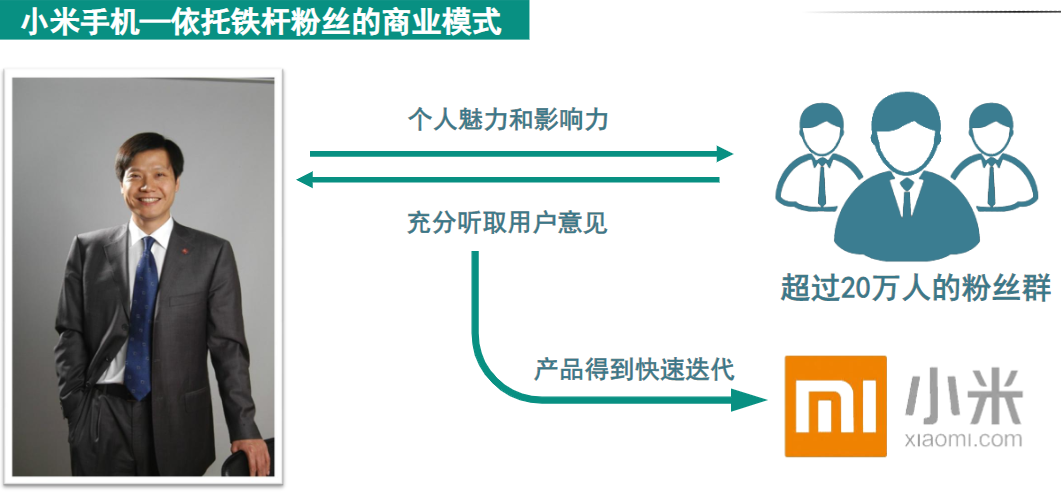 小米手机—依托铁杆粉丝的商业模式
个人魅力和影响力
充分听取用户意见
超过20万人的粉丝群
产品得到快速迭代
mi 小米
xiaomi.com